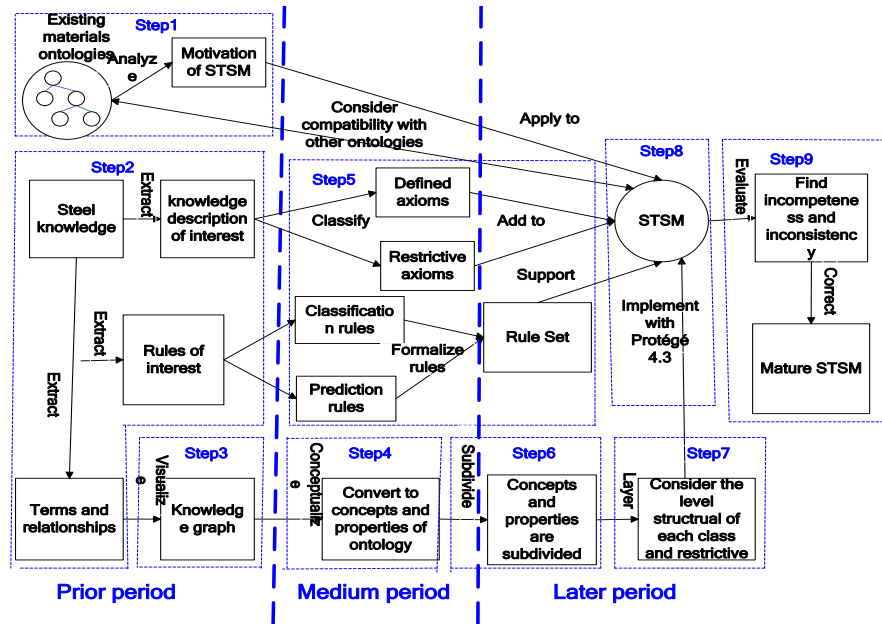 Existing
materials
ontologies
Step1
Analyz
e
Motivation
of STSM
Consider
compatibility with
other ontologies
Apply to
Step2
Steel
knowledge
Extract
knowledge
description
of interest
Extract
Rules of
interest
Extract
Step5
Classify
Defined
axioms
Restrictive
axioms
Add to
Support
Classificatio
n rules
Formalize
rules
Prediction
rules
Rule Set
Step8
STSM
Implement
with
Protégé
4.3
Evaluate
Step9
Find
incompetene
ss and
inconsistenc
y
Correct
Mature STSM
Terms and
relationships
Visualiz
e
Step3
Knowledg
e graph
Conceptualiz
e
Step4
Convert to
concepts and
properties of
ontology
Subdivide
Step6
Concepts
and
properties
are
subdivided
Layer
Step7
Consider the
level
structrual of
each class
and restrictive
Prior period
Medium period
Later period